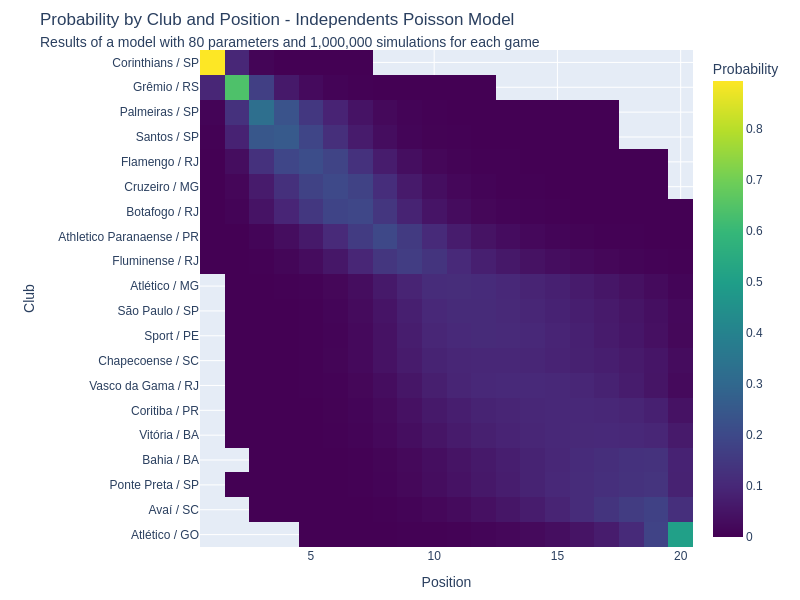 Probability by Club and Position - Independents Poisson Model
Results of a model with 80 parameters and 1,000,000 simulations for each game
Probability
Corinthians / SP
Grêmio / RS
Palmeiras / SP
Santos / SP
Flamengo / RJ
Cruzeiro / MG
Botafogo / RJ
Athletico Paranaense / PR
Fluminense / RJ
Atlético / MG
São Paulo / SP
Sport / PE
Chapecoense / SC
Vasco da Gama / RJ
Coritiba / PR
Vitória / BA
Bahia / BA
Ponte Preta / SP
Avaí / SC
Atlético / GO
Club
5 10 15 20
Position
0.8
0.7
0.6
0.5
0.4
0.3
0.2
0.1
0